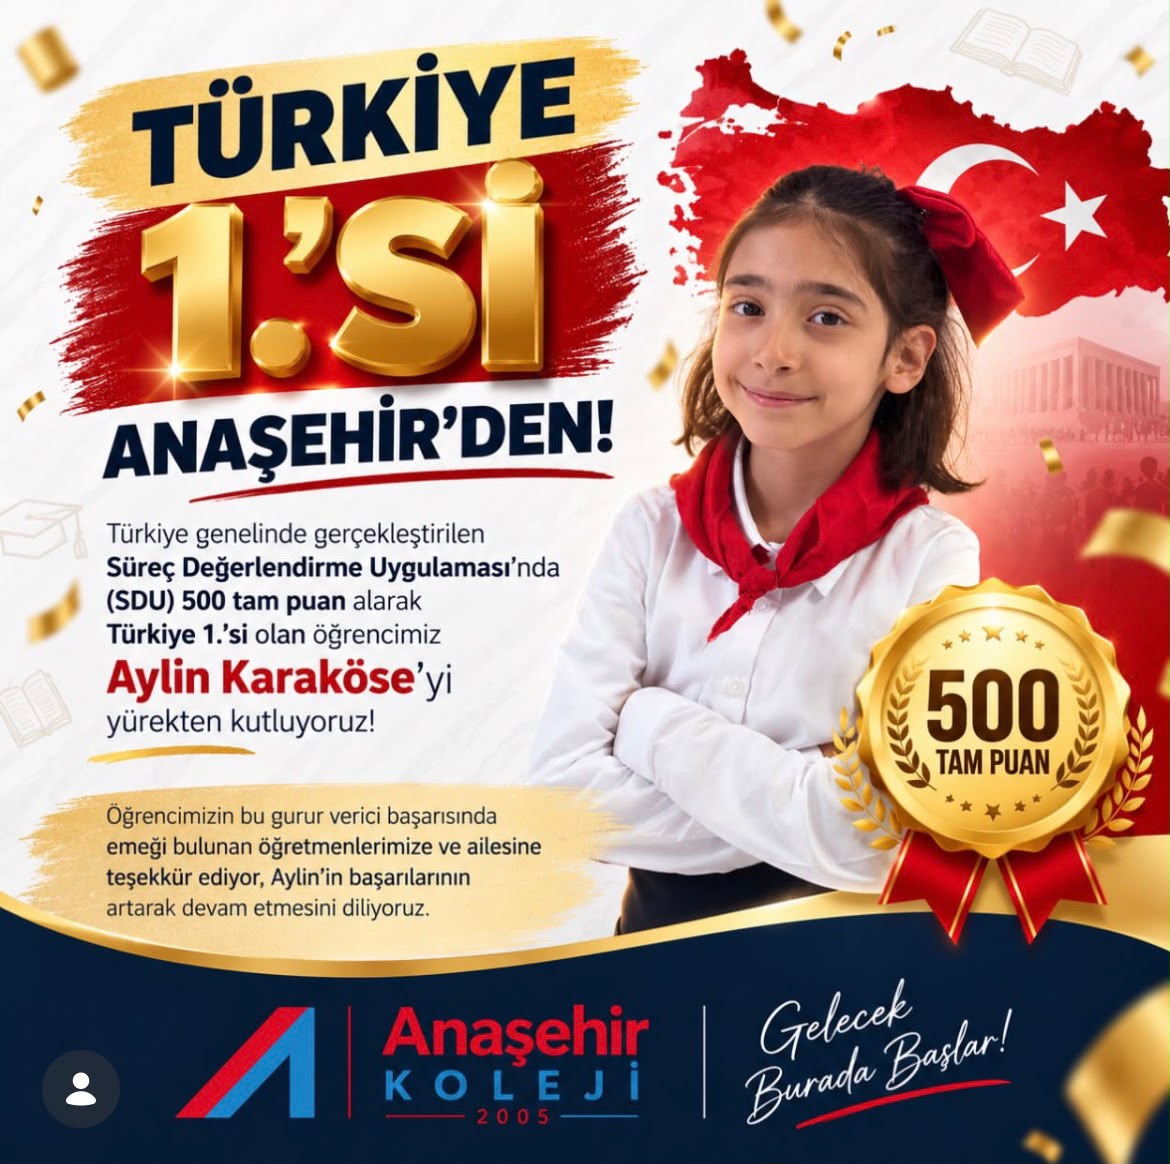 TÜRKİYE
1.'Sİ
ANAŞEHİR'DEN!
Türkiye genelinde gerçekleştirilen
Süreç Değerlendirme Uygulaması'nda
(SDU) 500 tam puan alarak
Türkiye 1.'si olan öğrencimiz
Aylin Karaköse'yi
yürekten kutluyoruz!
500
TAM PUAN
Öğrencimizin bu gurur verici başarısında
emeği bulunan öğretmenlerimize ve ailesine
teşekkür ediyor, Aylin'in başarılarının
artarak devam etmesini diliyoruz.
Anaşehir
KOLEJİ
2005
Gelecek
Burada Başlar!